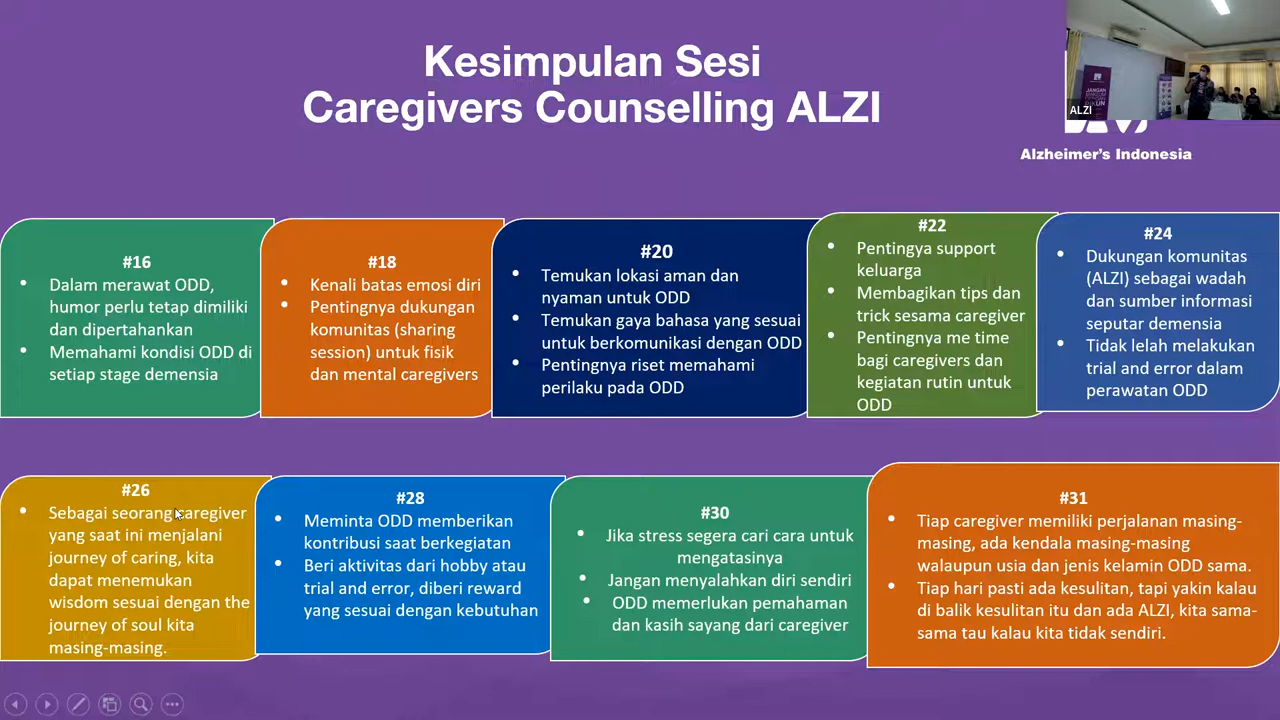 Kesimpulan Sesi
Caregivers Counselling ALZI
ALZI
JANGAN
Alzheimer's Indonesia
#16
• Dalam merawat ODD,
humor perlu tetap dimiliki
dan dipertahankan
• Memahami kondisi ODD di
setiap stage demensia
#18
• Kenali batas emosi diri
• Pentingnya dukungan
komunitas (sharing
session) untuk fisik
dan mental caregivers
#20
• Temukan lokasi aman dan
nyaman untuk ODD
• Temukan gaya bahasa yang sesuai
untuk berkomunikasi dengan ODD
• Pentingnya riset memahami
perilaku pada ODD
#22
• Pentingya support
keluarga
• Membagikan tips dan
trick sesama caregiver
• Pentingnya me time
bagi caregivers dan
kegiatan rutin untuk
ODD
#24
• Dukungan komunitas
(ALZI) sebagai wadah
dan sumber informasi
seputar demensia
• Tidak lelah melakukan
trial and error dalam
perawatan ODD
#26
• Sebagai seorang caregiver
yang saat ini menjalani
journey of caring, kita
dapat menemukan
wisdom sesuai dengan the
journey of soul kita
masing-masing.
#28
• Meminta ODD memberikan
kontribusi saat berkegiatan
• Beri aktivitas dari hobby atau
trial and error, diberi reward
yang sesuai dengan kebutuhan
#30
• Jika stress segera cari cara untuk
mengatasinya
• Jangan menyalahkan diri sendiri
• ODD memerlukan pemahaman
dan kasih sayang dari caregiver
#31
• Tiap caregiver memiliki perjalanan masing-
masing, ada kendala masing-masing
walaupun usia dan jenis kelamin ODD sama.
• Tiap hari pasti ada kesulitan, tapi yakin kalau
di balik kesulitan itu dan ada ALZI, kita sama-
sama tau kalau kita tidak sendiri.